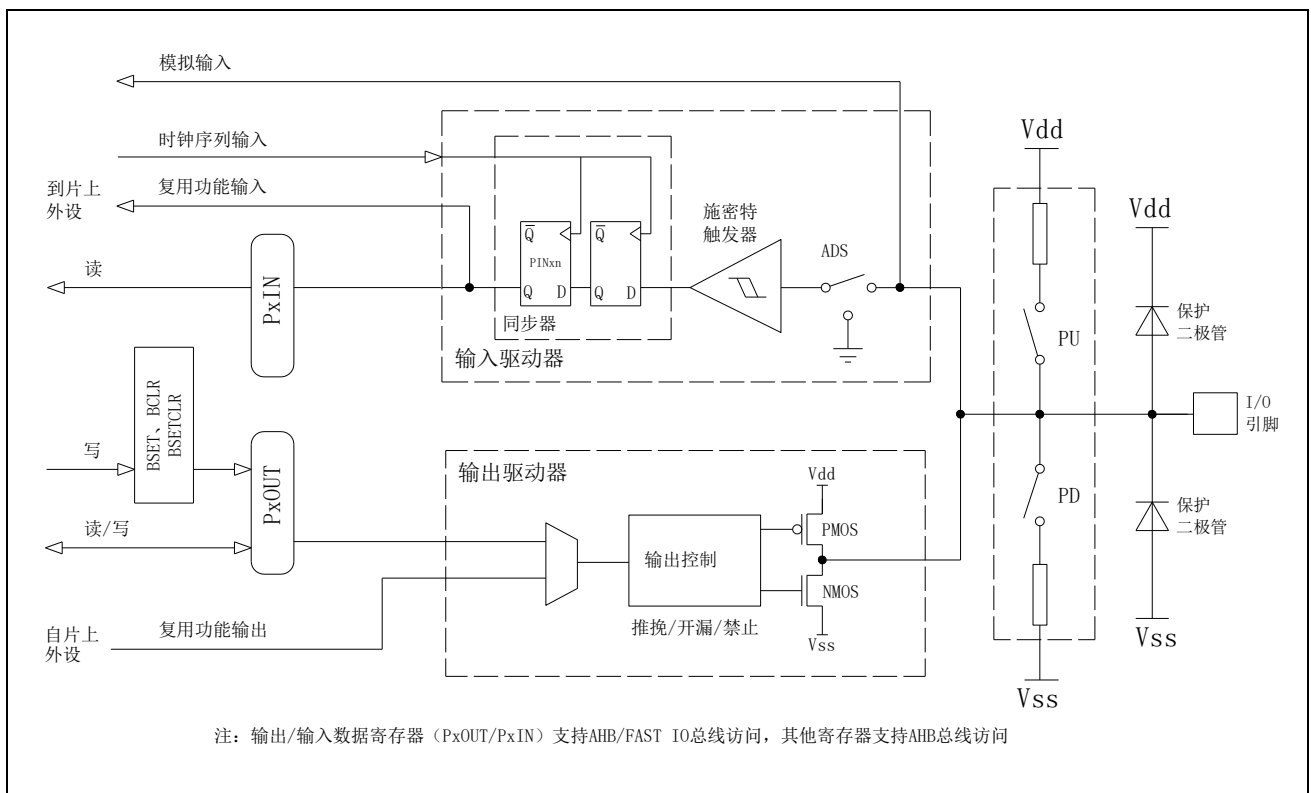 模拟输入
时钟序列输入
到片上
外设
复用功能输入
读
PxIN
Q
PINxn
Q
D
Q
Q
D
同步器
输入驱动器
施密特
触发器
ADS
Vdd
PU
PD
Vss
Vdd
保护
二极管
保护
二极管
Vss
I/O
引脚
写
BSET、BCLR
BSETCLR
PxOUT
读/写
自片上
外设
复用功能输出
输出驱动器
输出控制
推挽/开漏/禁止
Vdd
PMOS
NMOS
Vss
注：输出/输入数据寄存器（PxOUT/PxIN）支持AHB/FAST IO总线访问，其他寄存器支持AHB总线访问